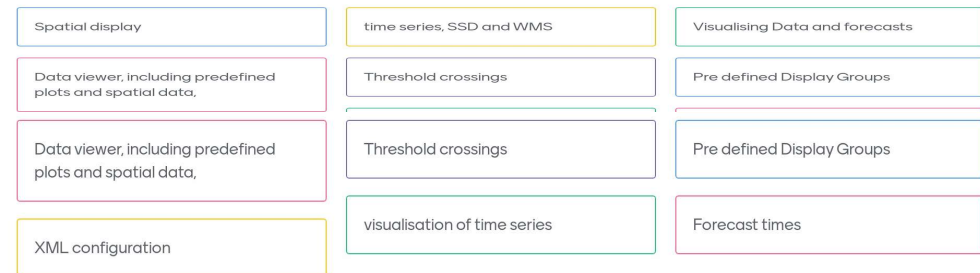 Spatial display
time series, SSD and WMS
Visualising Data and forecasts
Data viewer, including predefined
plots and spatial data,
Threshold crossings
Pre defined Display Groups
Data viewer, including predefined
plots and spatial data,
Threshold crossings
Pre defined Display Groups
XML configuration
visualisation of time series
Forecast times